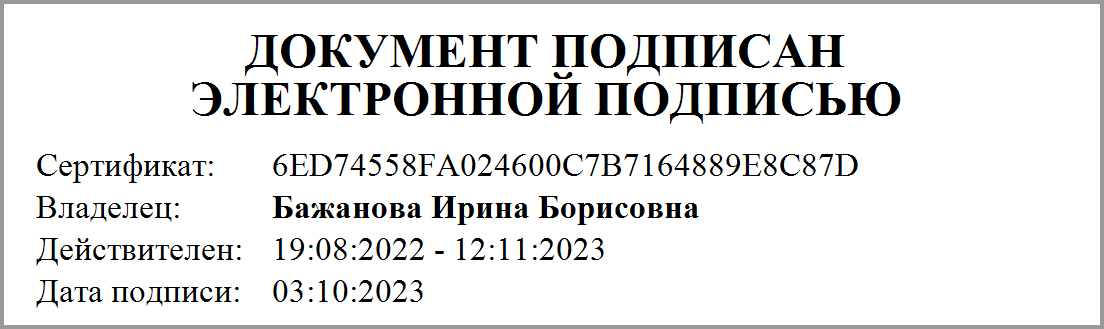 ДОКУМЕНТ ПОДПИСАН
ЭЛЕКТРОННОЙ ПОДПИСЬЮ
Сертификат: 6ED74558FA024600C7B7164889E8C87D
Владелец: Бажанова Ирина Борисовна
Действителен: 19:08:2022 - 12:11:2023
Дата подписи: 03:10:2023